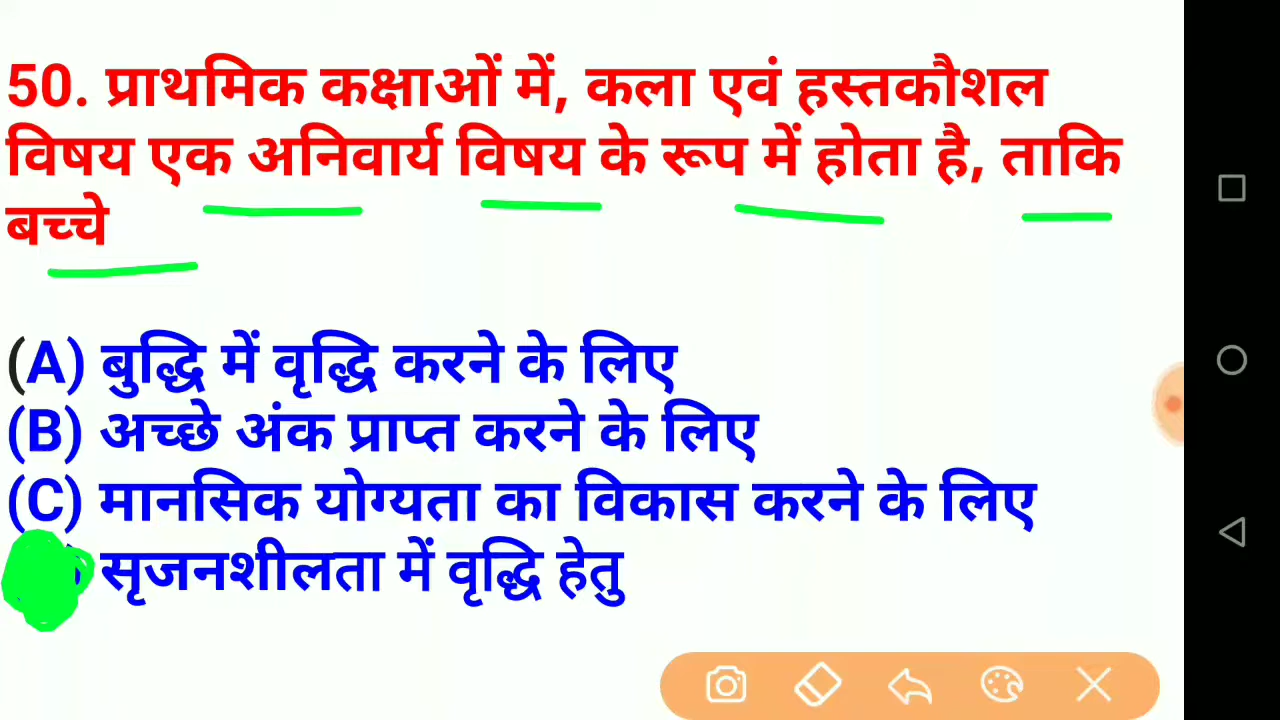 50. प्राथमिक कक्षाओं में, कला एवं हस्तकौशल
विषय एक अनिवार्य विषय के रूप में होता है, ताकि
बच्चे
(A) बुद्धि में वृद्धि करने के लिए
(B) अच्छे अंक प्राप्त करने के लिए
(C) मानसिक योग्यता का विकास करने के लिए
सृजनशीलता में वृद्धि हेतु